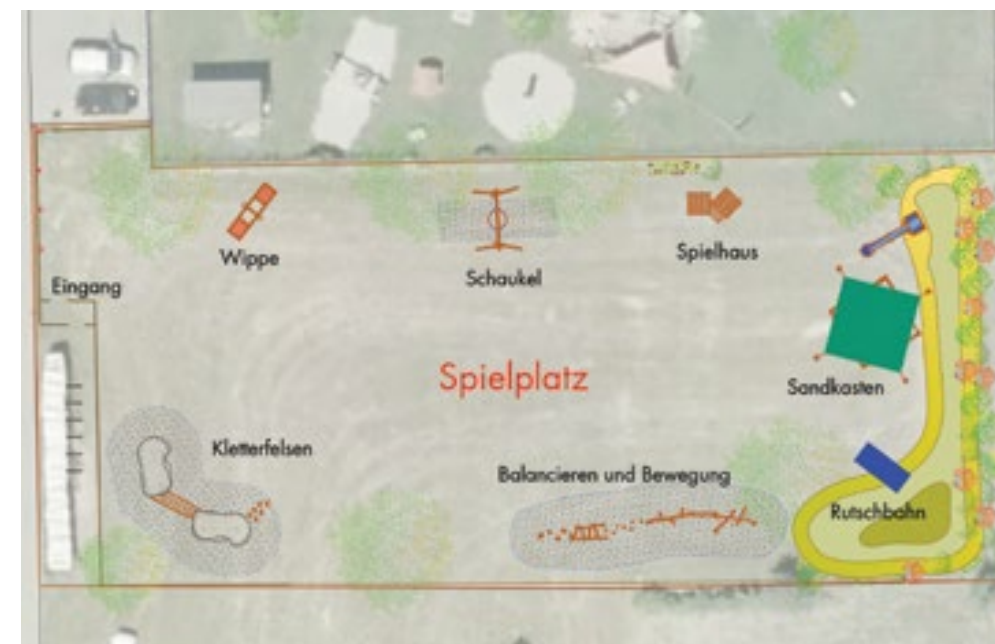 Wippe
Schaukel
Spielhaus
Eingang
Spielplatz
Sandkasten
Kletterfelsen
Balancieren und Bewegung
Rutschbahn